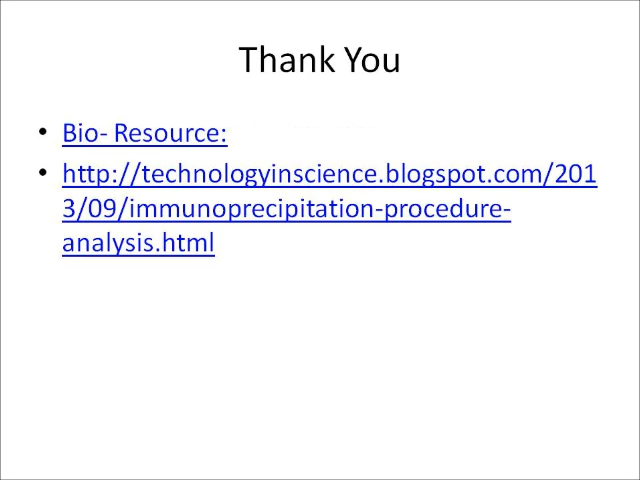 Thank You
• Bio- Resource:
• http://technologyinscience.blogspot.com/201
3/09/immunoprecipitation-procedure-
analysis.html